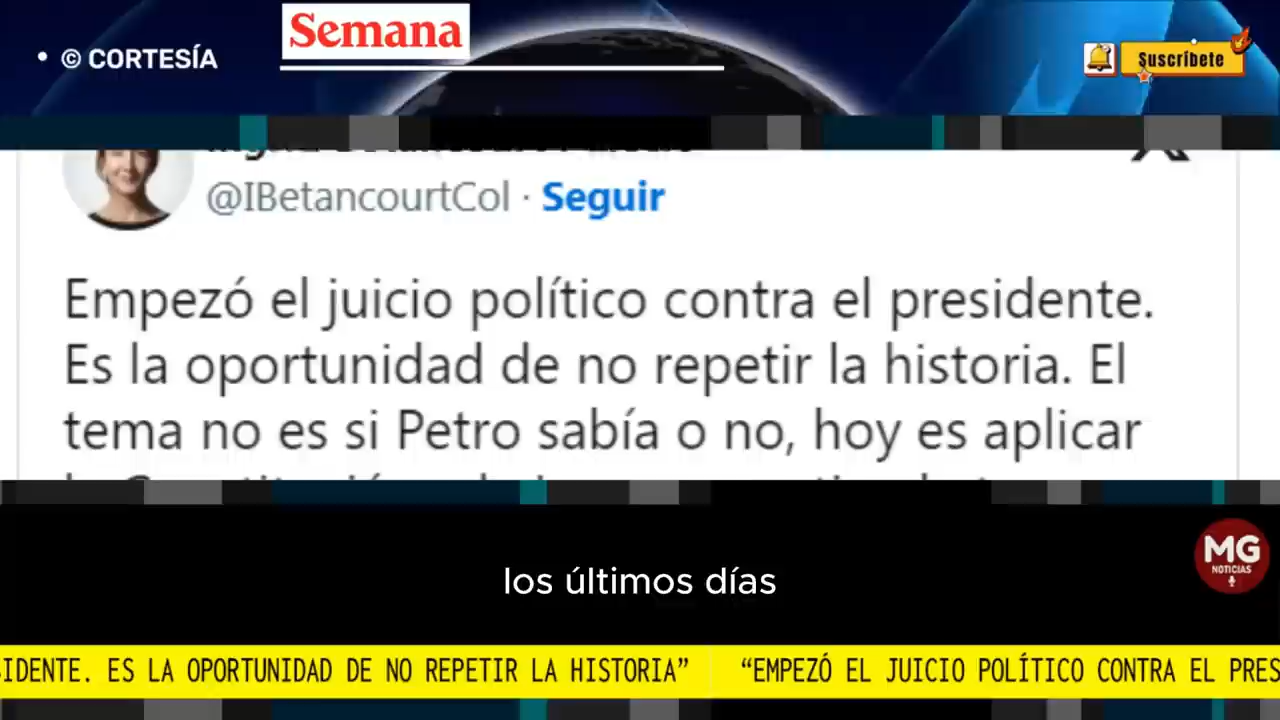 • © CORTESÍA
Semana
Suscríbete
@IBetancourtCol · Seguir
Empezó el juicio político contra el presidente.
Es la oportunidad de no repetir la historia. El
tema no es si Petro sabía o no, hoy es aplicar
MG
NOTICIAS
los últimos días
SIDENTE. ES LA OPORTUNIDAD DE NO REPETIR LA HISTORIA” “EMPEZÓ EL JUICIO POLÍTICO CONTRA EL PRES